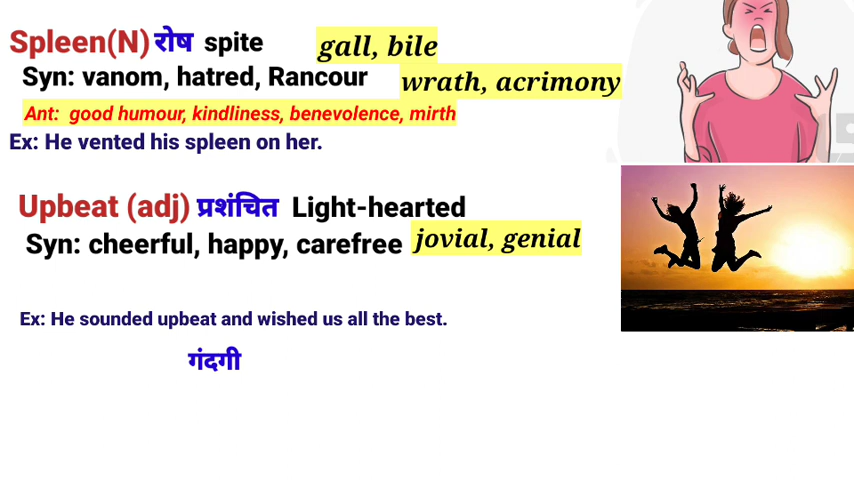 Spleen(N) रोष spite gall, bile
Syn: vanom, hatred, Rancour wrath, acrimony
Ant: good humour, kindliness, benevolence, mirth
Ex: He vented his spleen on her.
Upbeat (adj) प्रशंचित Light-hearted
Syn: cheerful, happy, carefree jovial, genial
Ex: He sounded upbeat and wished us all the best.
गंदगी